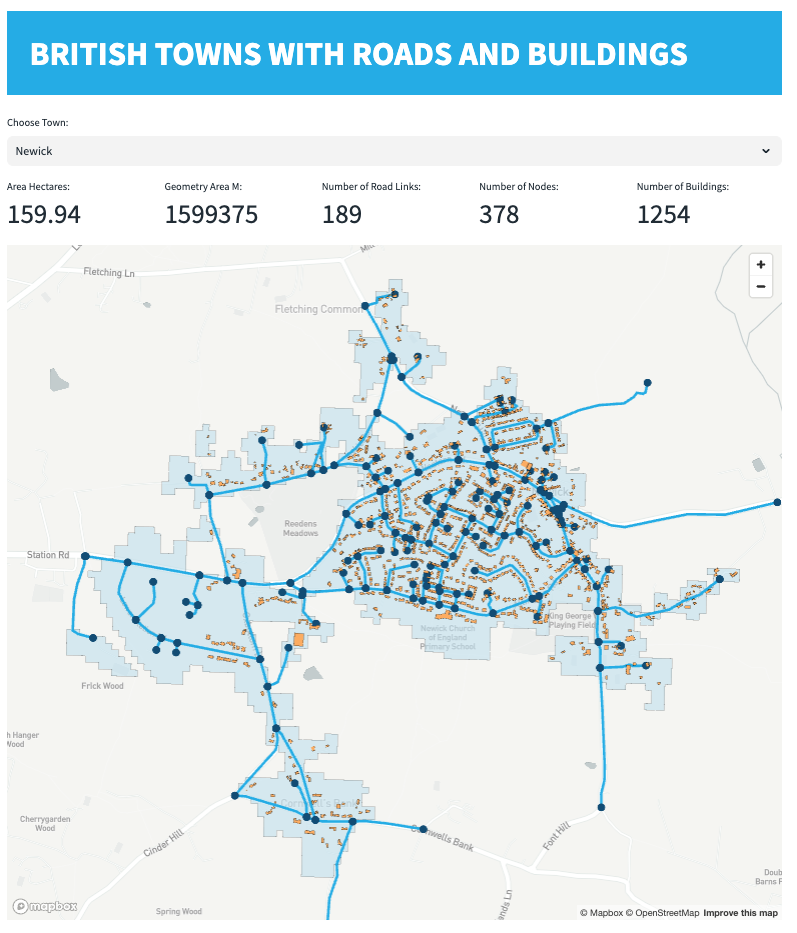 BRITISH TOWNS WITH ROADS AND BUILDINGS
Choose Town:
Newick
Area Hectares:
Geometry Area M:
Number of Road Links:
Number of Nodes:
Number of Buildings:
159.94
1599375
189
378
1254
+
−
Fletching Ln
Fletching Common
Reedens
Meadows
Station Rd
King George
Playing Field
Newick Church
of England
Primary School
Frick Wood
h Hanger
Wood
Cherrygarden
Wood
Cinder Hill
Cornwells Bank
Font Hill
ands Ln
Doub
Barns F
Spring Wood
mapbox
© Mapbox © OpenStreetMap Improve this map